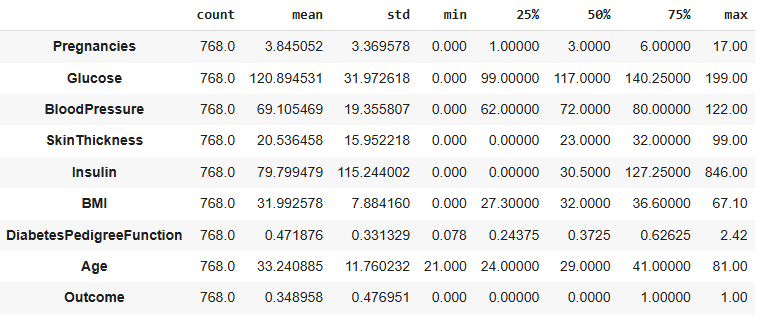 count mean std min 25% 50% 75% max
Pregnancies 768.0 3.845052 3.369578 0.000 1.00000 3.0000 6.00000 17.00
Glucose 768.0 120.894531 31.972618 0.000 99.00000 117.0000 140.25000 199.00
BloodPressure 768.0 69.105469 19.355807 0.000 62.00000 72.0000 80.00000 122.00
SkinThickness 768.0 20.536458 15.952218 0.000 0.00000 23.0000 32.00000 99.00
Insulin 768.0 79.799479 115.244002 0.000 0.00000 30.5000 127.25000 846.00
BMI 768.0 31.992578 7.884160 0.000 27.30000 32.0000 36.60000 67.10
DiabetesPedigreeFunction 768.0 0.471876 0.331329 0.078 0.24375 0.3725 0.62625 2.42
Age 768.0 33.240885 11.760232 21.000 24.00000 29.0000 41.00000 81.00
Outcome 768.0 0.348958 0.476951 0.000 0.00000 0.0000 1.00000 1.00